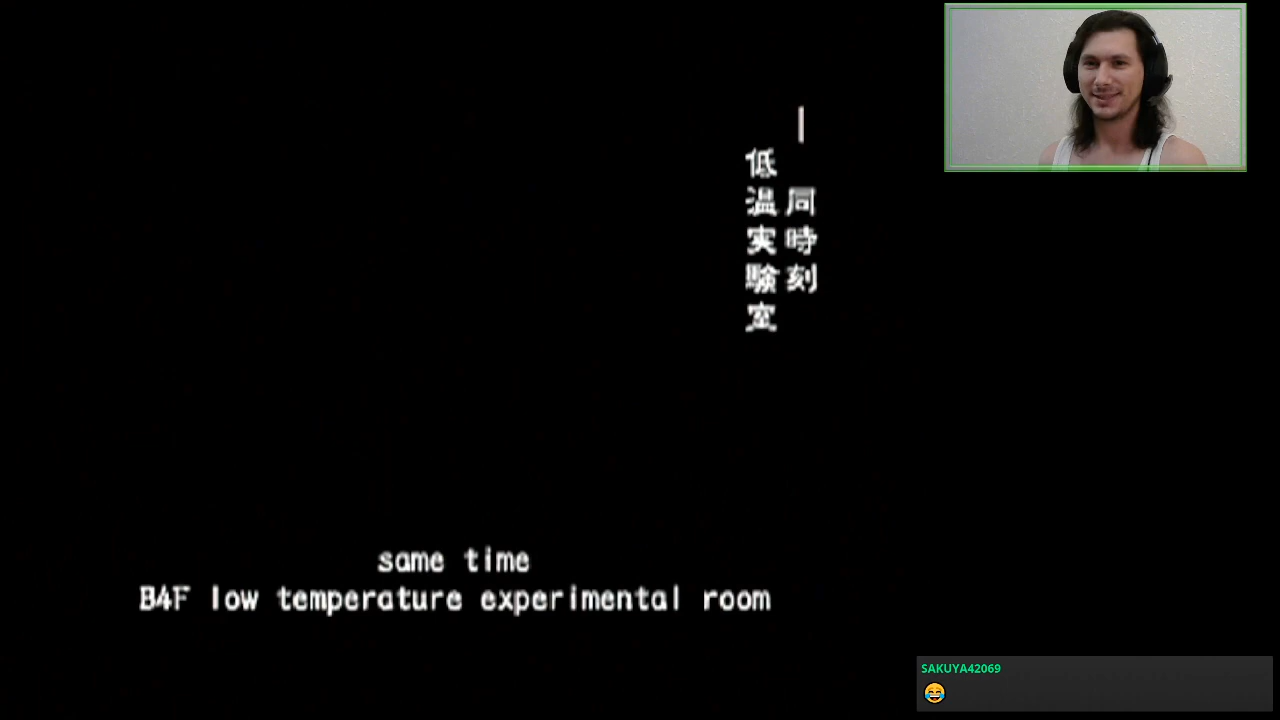 ― 同時刻
低温実験室
same time
B4F low temperature experimental room
SAKUYA42069
😂